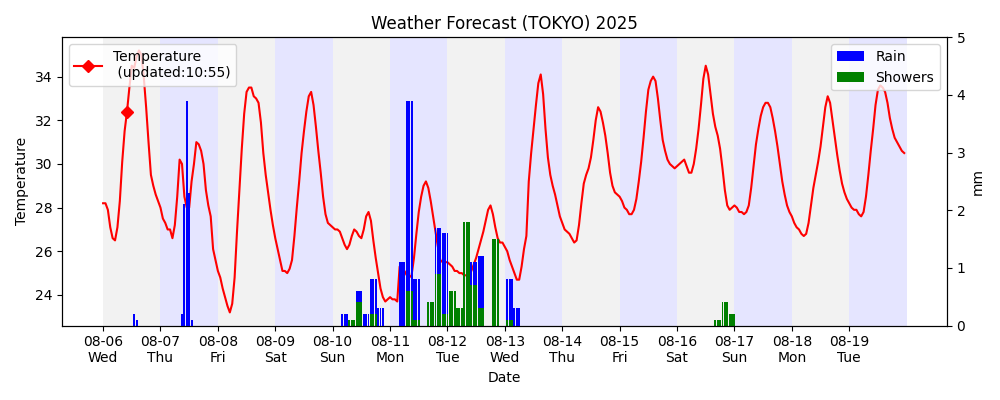 Weather Forecast (TOKYO) 2025
Temperature
(updated:10:55)
Rain
Showers
Temperature
34
32
30
28
26
24
5
4
3
2
1
0
mm
08-06 08-07 08-08 08-09 08-10 08-11 08-12 08-13 08-14 08-15 08-16 08-17 08-18 08-19
Wed Thu Fri Sat Sun Mon Tue Wed Thu Fri Sat Sun Mon Tue
Date